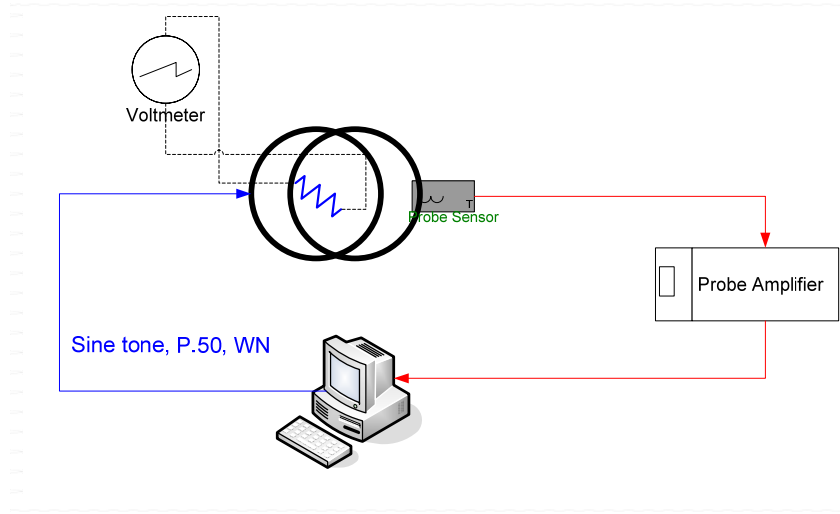 Voltmeter
T
Probe Sensor
Probe Amplifier
Sine tone, P.50, WN